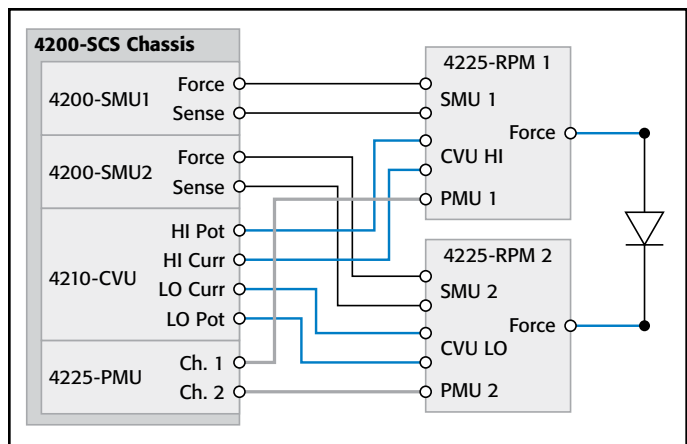 4200-SCS Chassis
4200-SMU1
Force
Sense
4200-SMU2
Force
Sense
4210-CVU
HI Pot
HI Curr
LO Curr
LO Pot
4225-PMU
Ch. 1
Ch. 2
4225-RPM 1
SMU 1
Force
CVU HI
PMU 1
4225-RPM 2
SMU 2
Force
CVU LO
PMU 2